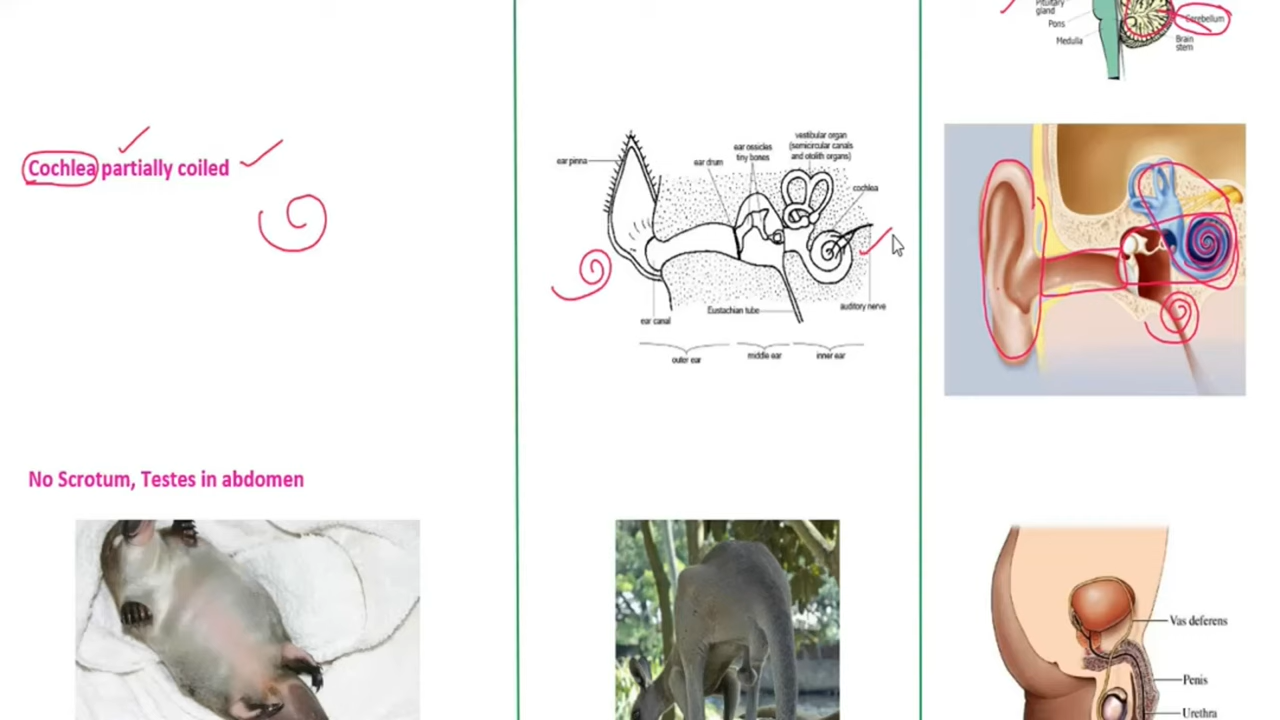 Pituitary
gland
Pons
Cerebellum
Medulla
Brain
stem
Cochlea partially coiled
vestibular organ
(semicircular canals
and otolith organs)
ear ossicles
tiny bones
ear pinna
ear drum
cochlea
Eustachian tube
auditory nerve
ear canal
outer ear
middle ear
inner ear
No Scrotum, Testes in abdomen
Vas deferens
Penis
Urethra